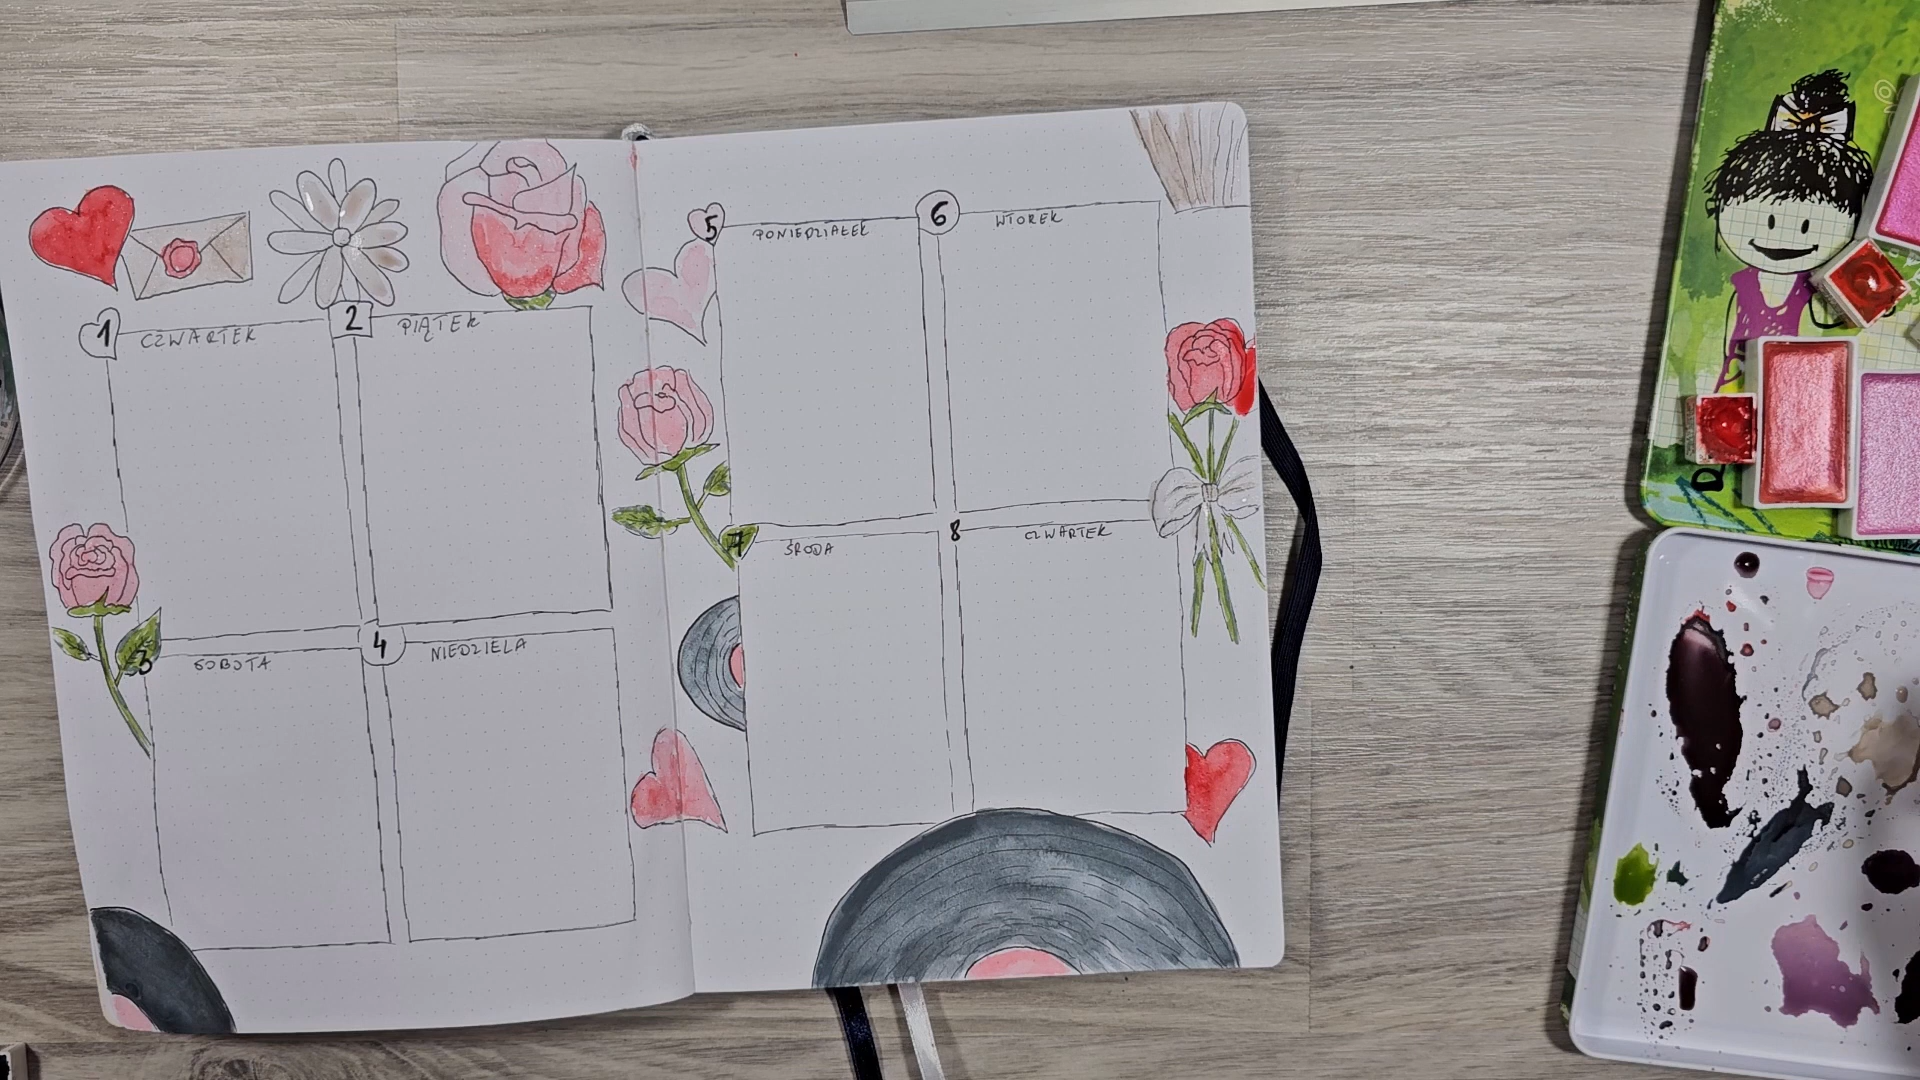 1 CZWARTEK
2 PIĄTEK
3 SOBOTA
4 NIEDZIELA
5 PONIEDZIAŁEK
6 WTOREK
7 ŚRODA
8 CZWARTEK